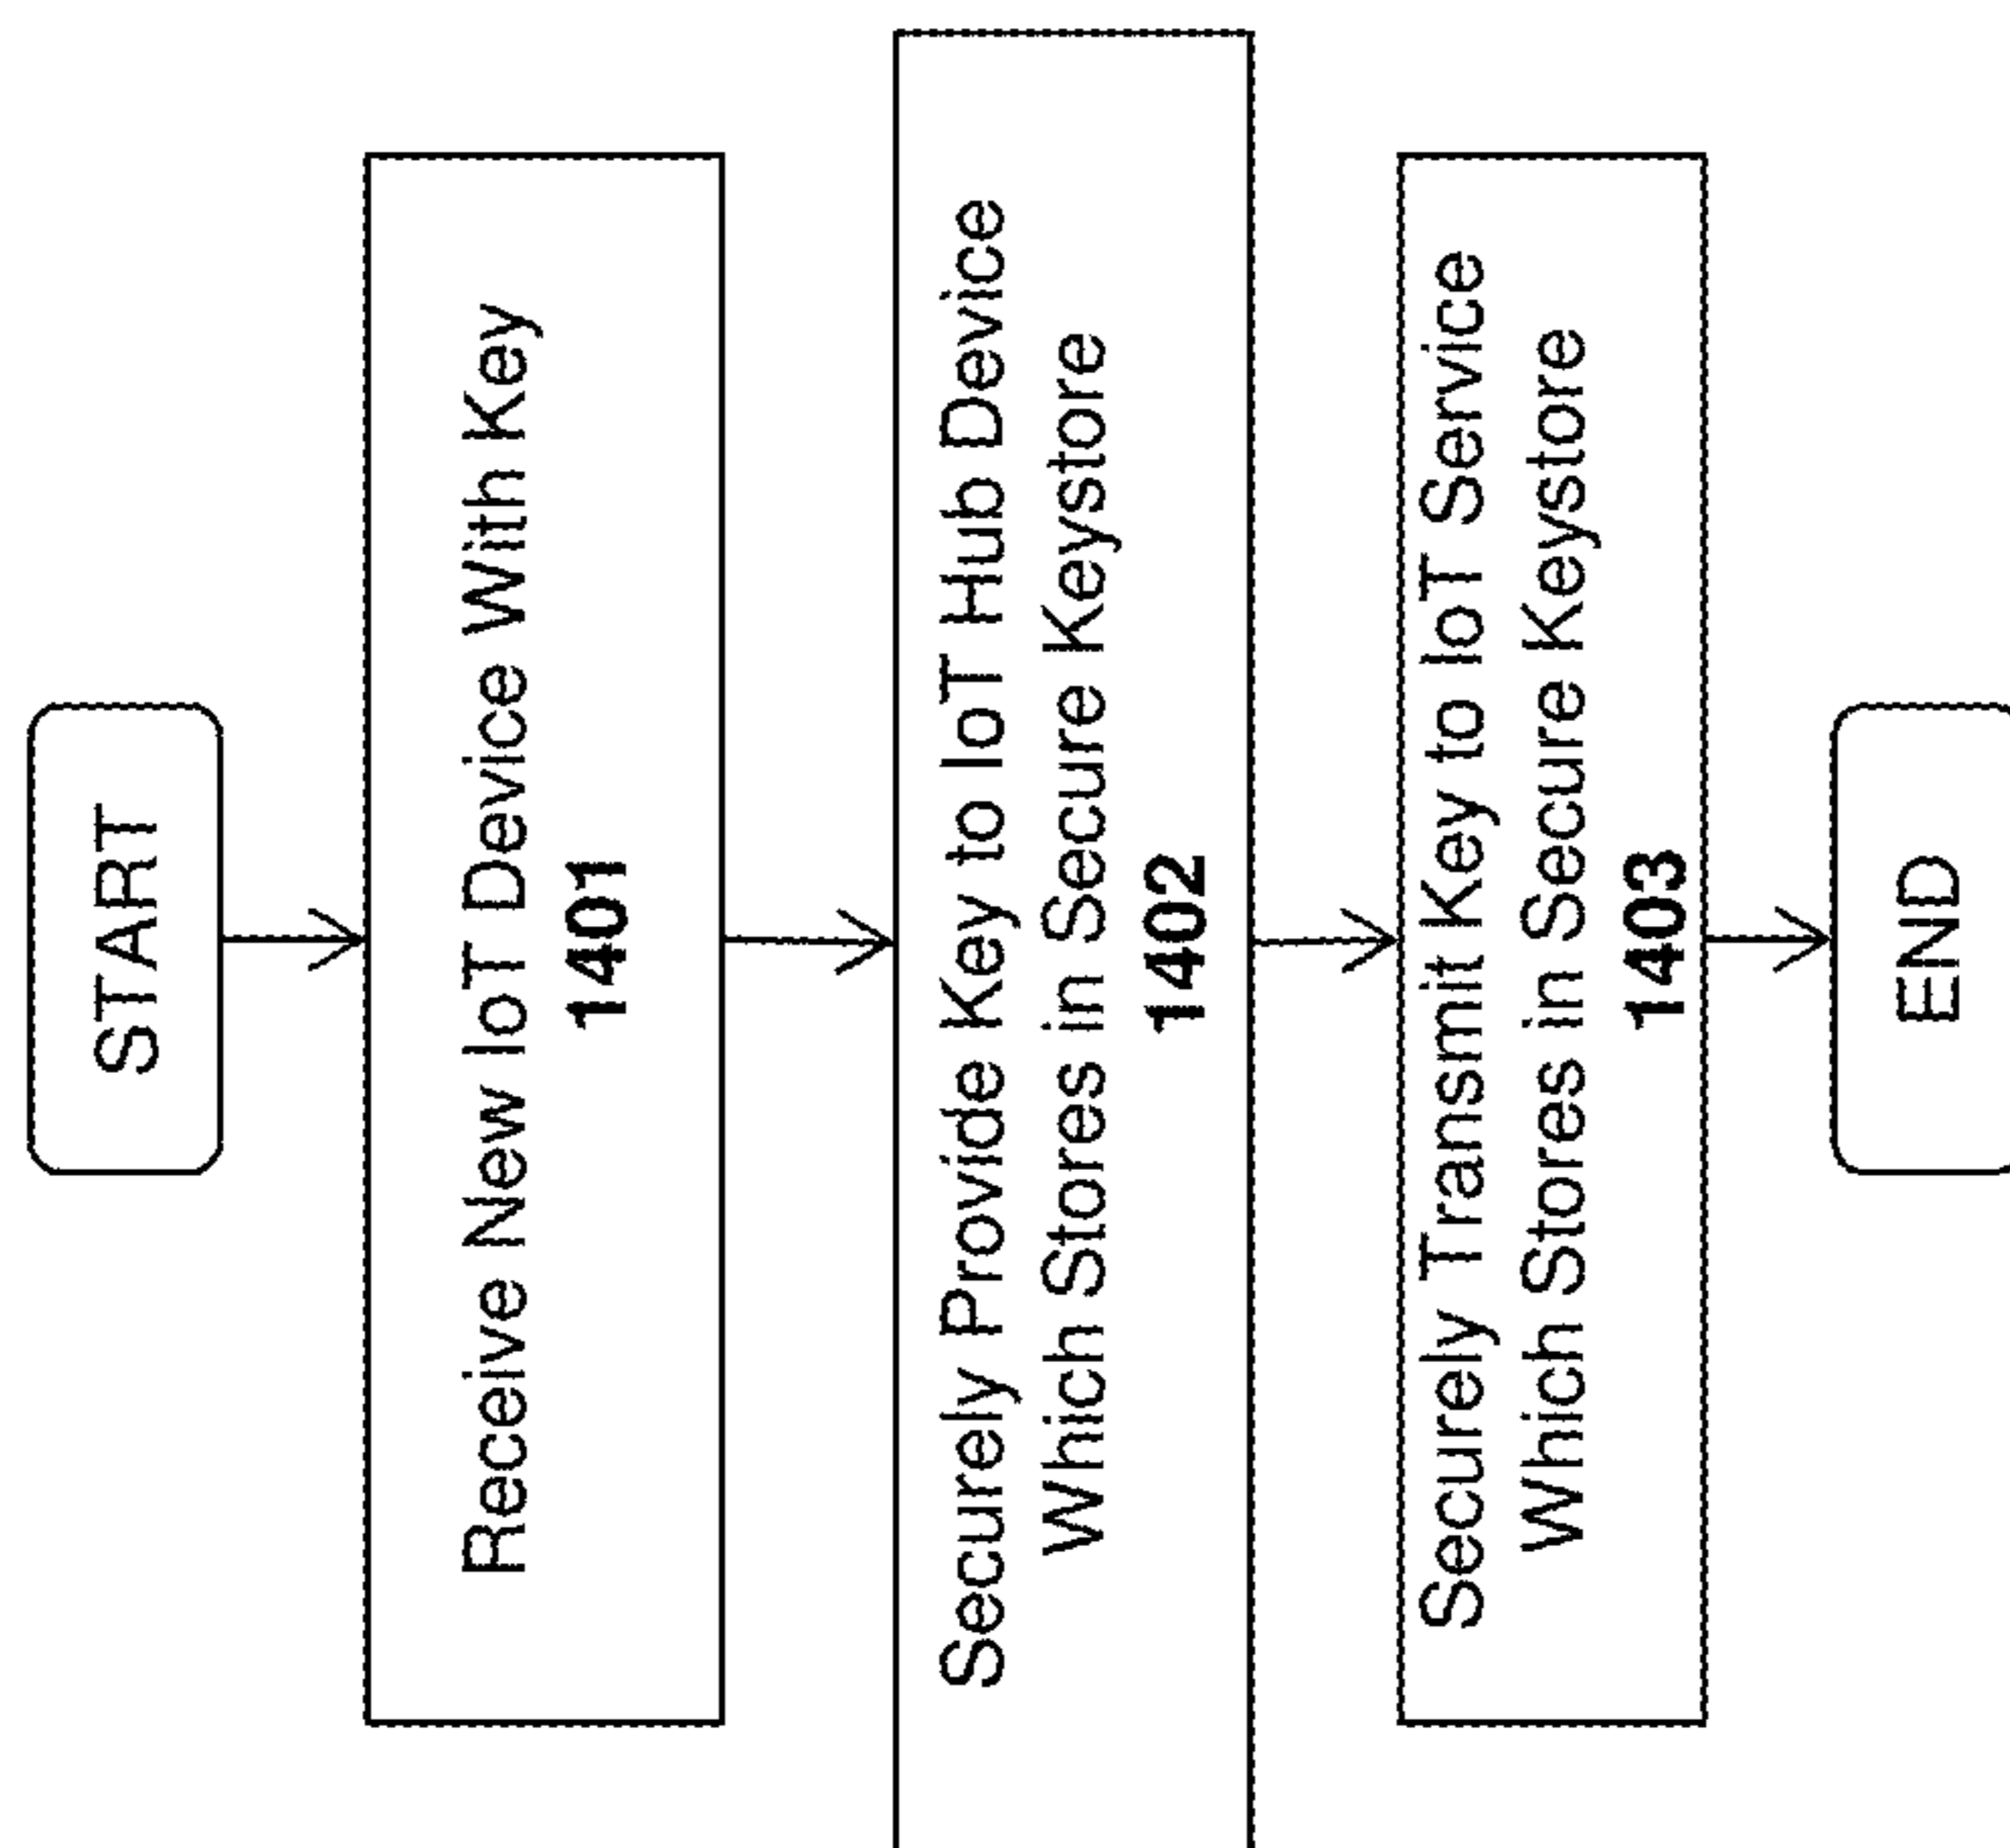 START
Receive New IoT Device With Key
1401
Securely Provide Key to IoT Hub Device
Which Stores in Secure Keystore
1402
Securely Transmit Key to IoT Service
Which Stores in Secure Keystore
1403
END